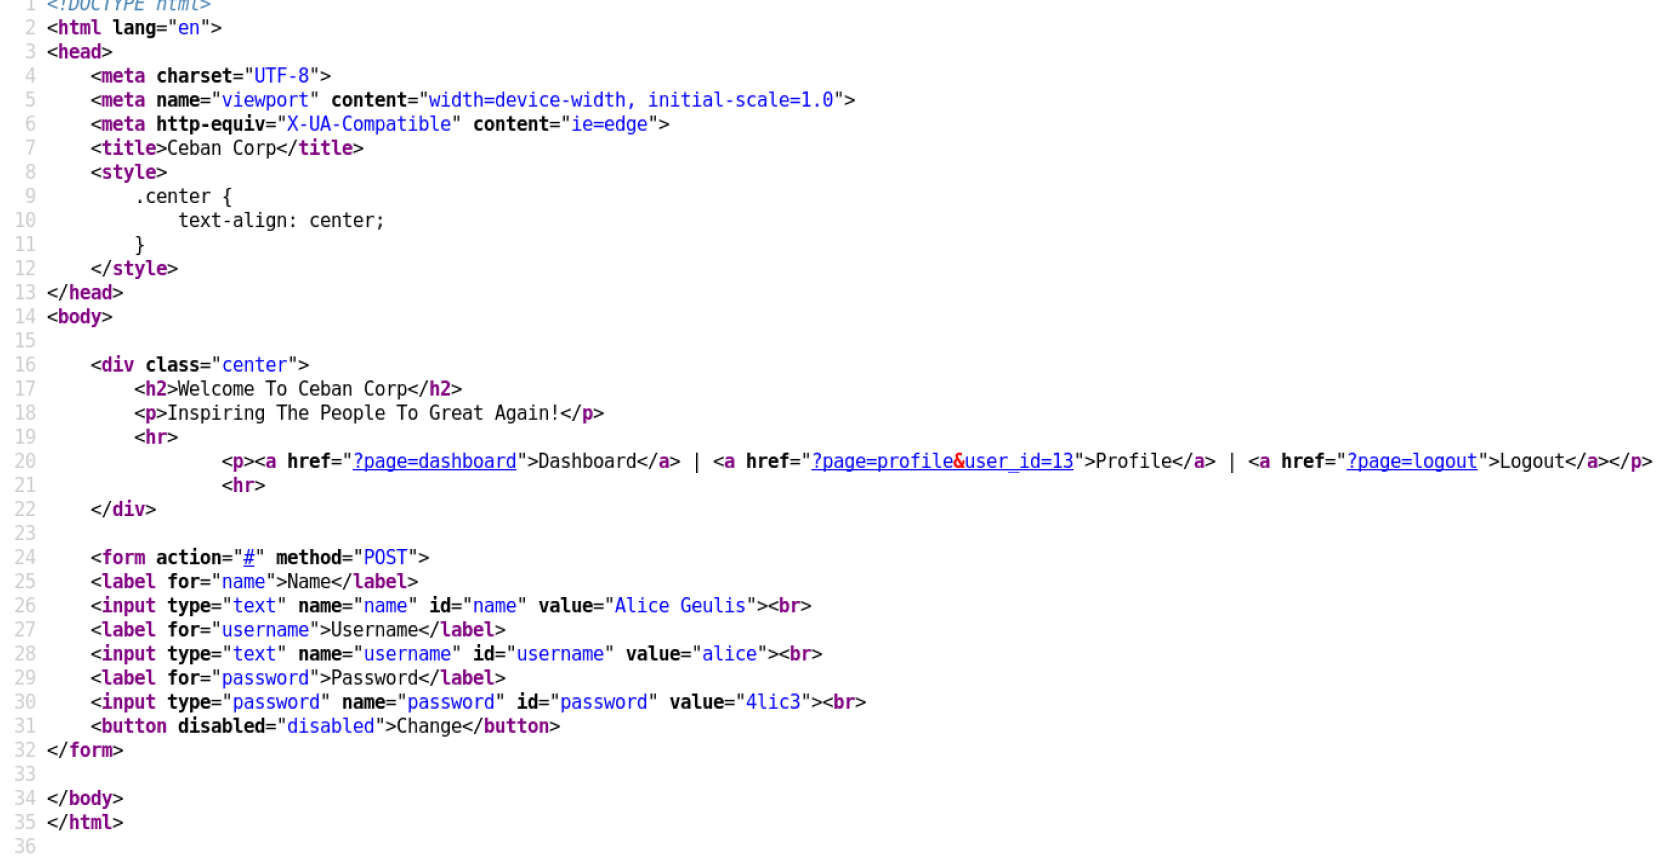 1 <!DOCTYPE html>
2 <html lang="en">
3 <head>
4     <meta charset="UTF-8">
5     <meta name="viewport" content="width=device-width, initial-scale=1.0">
6     <meta http-equiv="X-UA-Compatible" content="ie=edge">
7     <title>Ceban Corp</title>
8     <style>
9         .center {
10             text-align: center;
11         }
12     </style>
13 </head>
14 <body>
15
16     <div class="center">
17         <h2>Welcome To Ceban Corp</h2>
18         <p>Inspiring The People To Great Again!</p>
19         <hr>
20                 <p><a href="?page=dashboard">Dashboard</a> | <a href="?page=profile&user_id=13">Profile</a> | <a href="?page=logout">Logout</a></p>
21                 <hr>
22     </div>
23
24     <form action="#" method="POST">
25     <label for="name">Name</label>
26     <input type="text" name="name" id="name" value="Alice Geulis"><br>
27     <label for="username">Username</label>
28     <input type="text" name="username" id="username" value="alice"><br>
29     <label for="password">Password</label>
30     <input type="password" name="password" id="password" value="4lic3"><br>
31     <button disabled="disabled">Change</button>
32 </form>
33
34 </body>
35 </html>
36